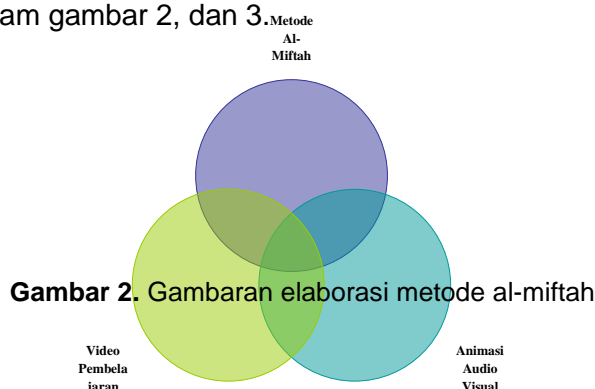 am gambar 2, dan 3.
Metode
Al-
Miftah
Gambar 2. Gambaran elaborasi metode al-miftah
Video
Pembela
jaran
Animasi
Audio
Visual